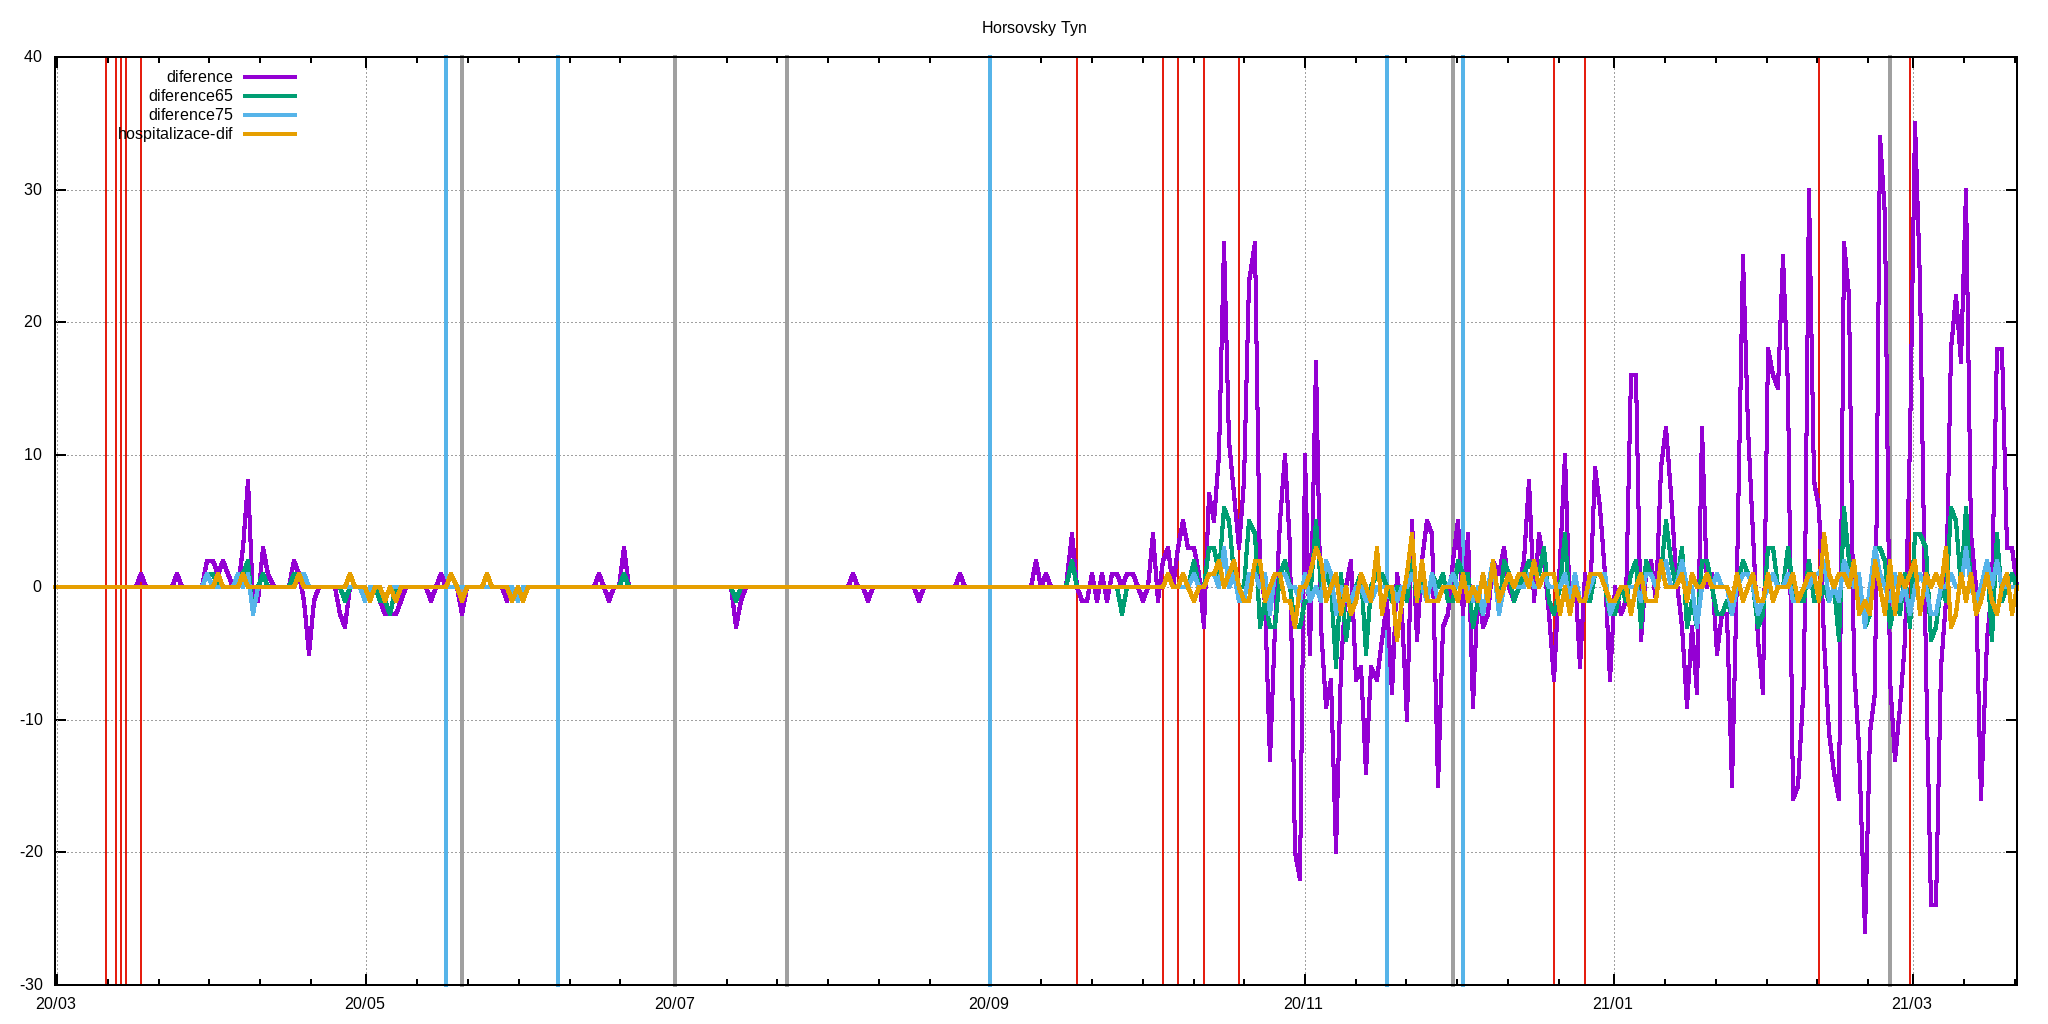 Horsovsky Tyn
40
30
20
10
0
-10
-20
-30
diference
diference65
diference75
hospitalizace-dif
20/03 20/05 20/07 20/09 20/11 21/01 21/03